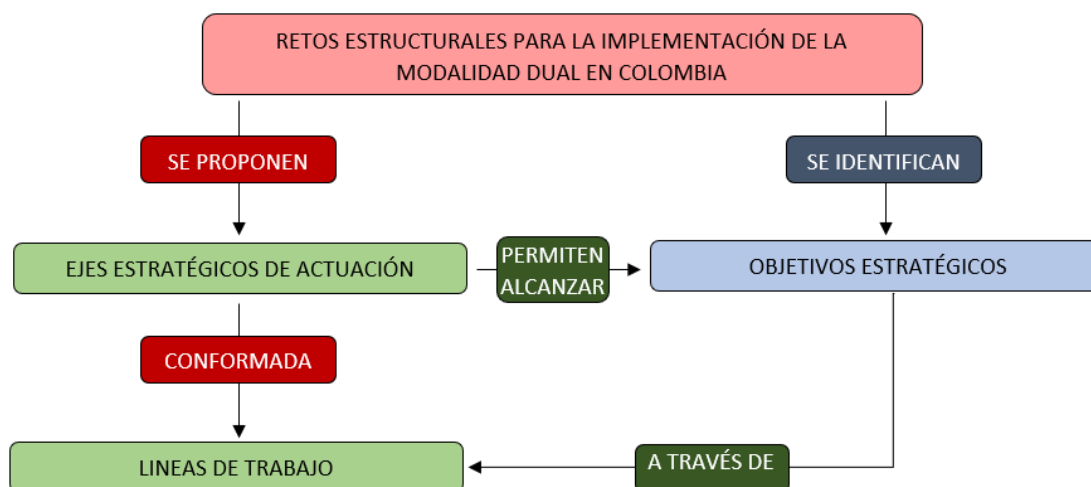 RETOS ESTRUCTURALES PARA LA IMPLEMENTACIÓN DE LA
MODALIDAD DUAL EN COLOMBIA
SE PROPONEN
SE IDENTIFICAN
EJES ESTRATÉGICOS DE ACTUACIÓN
PERMITEN
ALCANZAR
OBJETIVOS ESTRATÉGICOS
CONFORMADA
LINEAS DE TRABAJO
A TRAVÉS DE